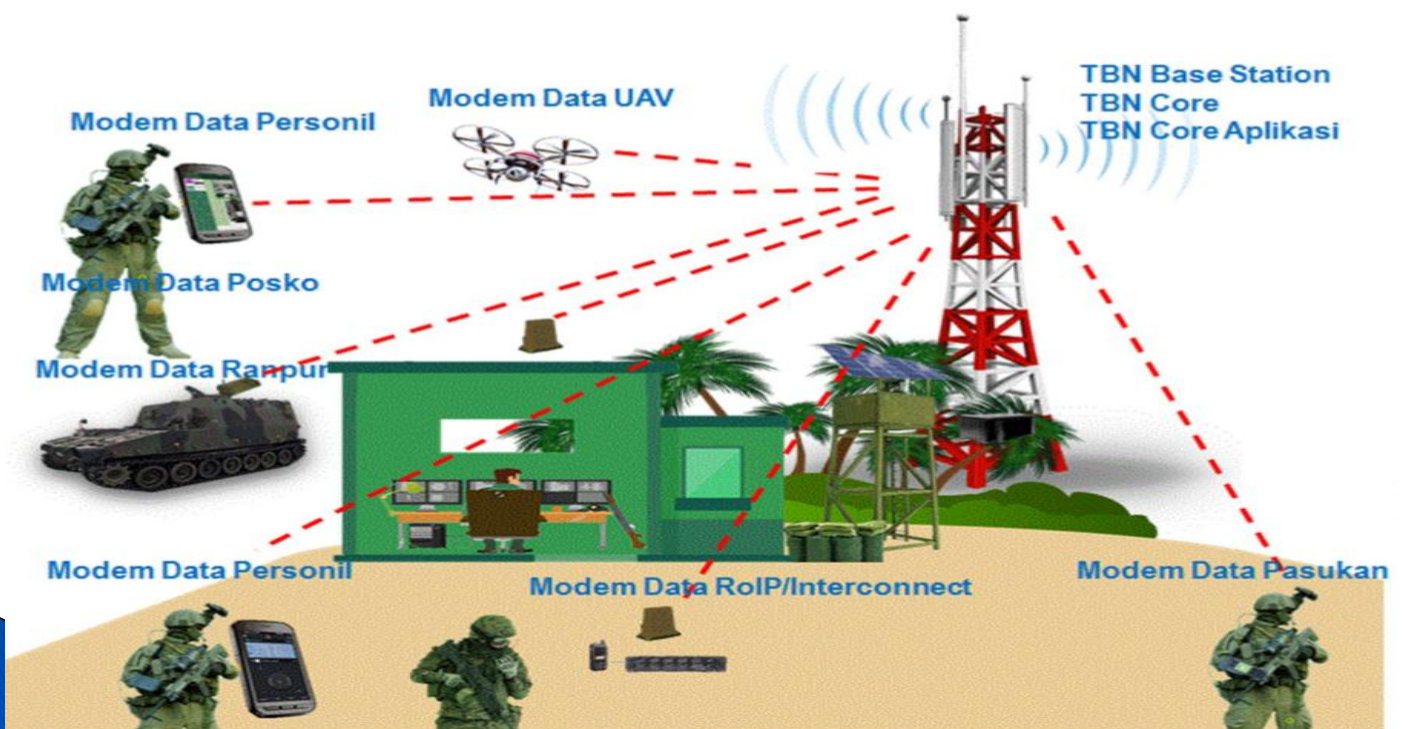 TBN Base Station
TBN Core
TBN Core Aplikasi
Modem Data UAV
Modem Data Personil
Modem Data Posko
Modem Data Ranpur
Modem Data Personil
Modem Data RoIP/Interconnect
Modem Data Pasukan